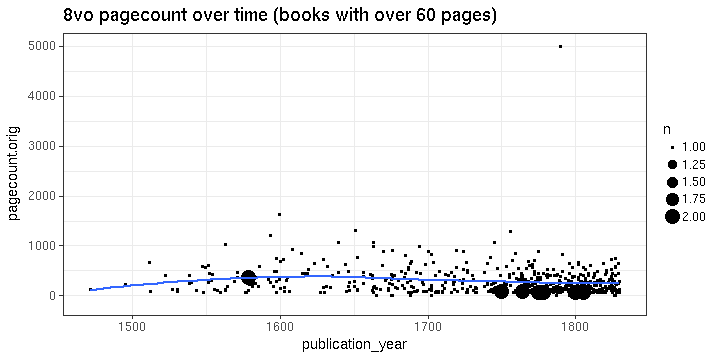 8vo pagecount over time (books with over 60 pages)
5000
4000
3000
2000
1000
0
pagecount.orig
1500 1600 1700 1800
publication_year
n
1.00
1.25
1.50
1.75
2.00